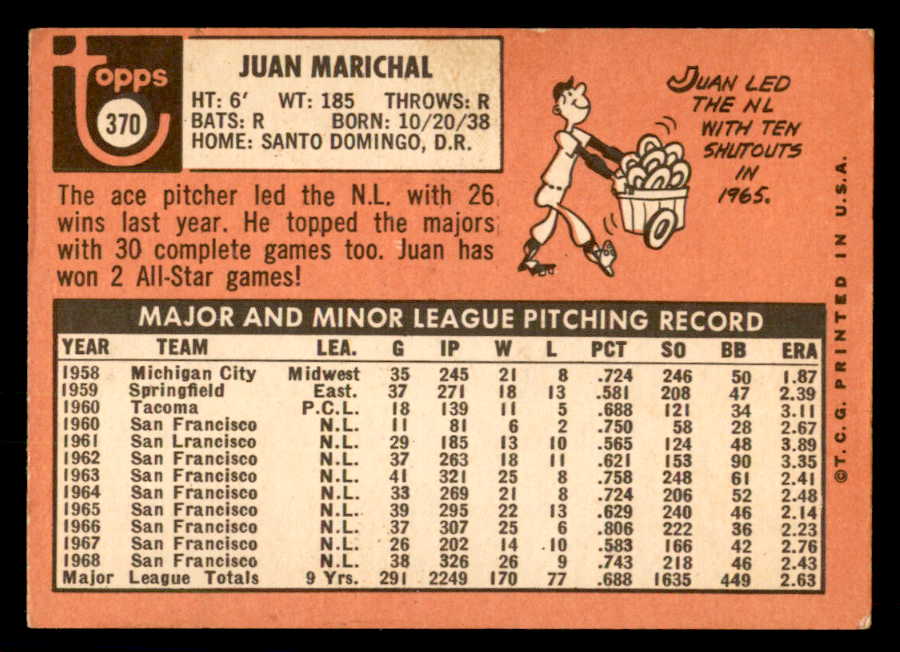 topps
370
JUAN MARICHAL
HT: 6' WT: 185 THROWS: R
BATS: R BORN: 10/20/38
HOME: SANTO DOMINGO, D.R.
The ace pitcher led the N.L. with 26
wins last year. He topped the majors
with 30 complete games too. Juan has
won 2 All-Star games!
JUAN LED
THE NL
WITH TEN
SHUTOUTS
IN
1965.
MAJOR AND MINOR LEAGUE PITCHING RECORD
YEAR TEAM LEA. G IP W L PCT SO BB ERA
1958 Michigan City Midwest 35 245 21 8 .724 246 50 1.87
1959 Springfield East. 37 271 18 13 .581 208 47 2.39
1960 Tacoma P.C.L. 18 139 11 5 .688 121 34 3.11
1960 San Francisco N.L. 11 81 6 2 .750 58 28 2.67
1961 San Lrancisco N.L. 29 185 13 10 .565 124 48 3.89
1962 San Francisco N.L. 37 263 18 11 .621 153 90 3.35
1963 San Francisco N.L. 41 321 25 8 .758 248 61 2.41
1964 San Francisco N.L. 33 269 21 8 .724 206 52 2.48
1965 San Francisco N.L. 39 295 22 13 .629 240 46 2.14
1966 San Francisco N.L. 37 307 25 6 .806 222 36 2.23
1967 San Francisco N.L. 26 202 14 10 .583 166 42 2.76
1968 San Francisco N.L. 38 326 26 9 .743 218 46 2.43
Major League Totals 9 Yrs. 291 2249 170 77 .688 1635 449 2.63
©T.C.G. PRINTED IN U.S.A.